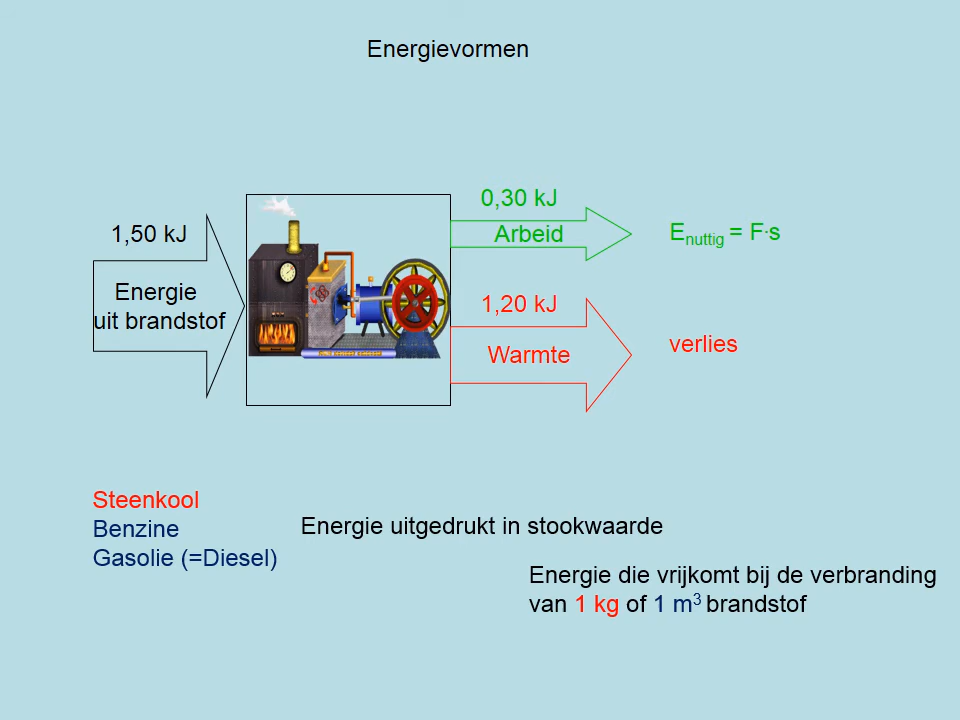 Energievormen
1,50 kJ
Energie
uit brandstof
0,30 kJ
Arbeid
E nuttig = F·s
1,20 kJ
Warmte
verlies
Steenkool
Benzine
Gasolie (=Diesel)
Energie uitgedrukt in stookwaarde
Energie die vrijkomt bij de verbranding
van 1 kg of 1 m³ brandstof